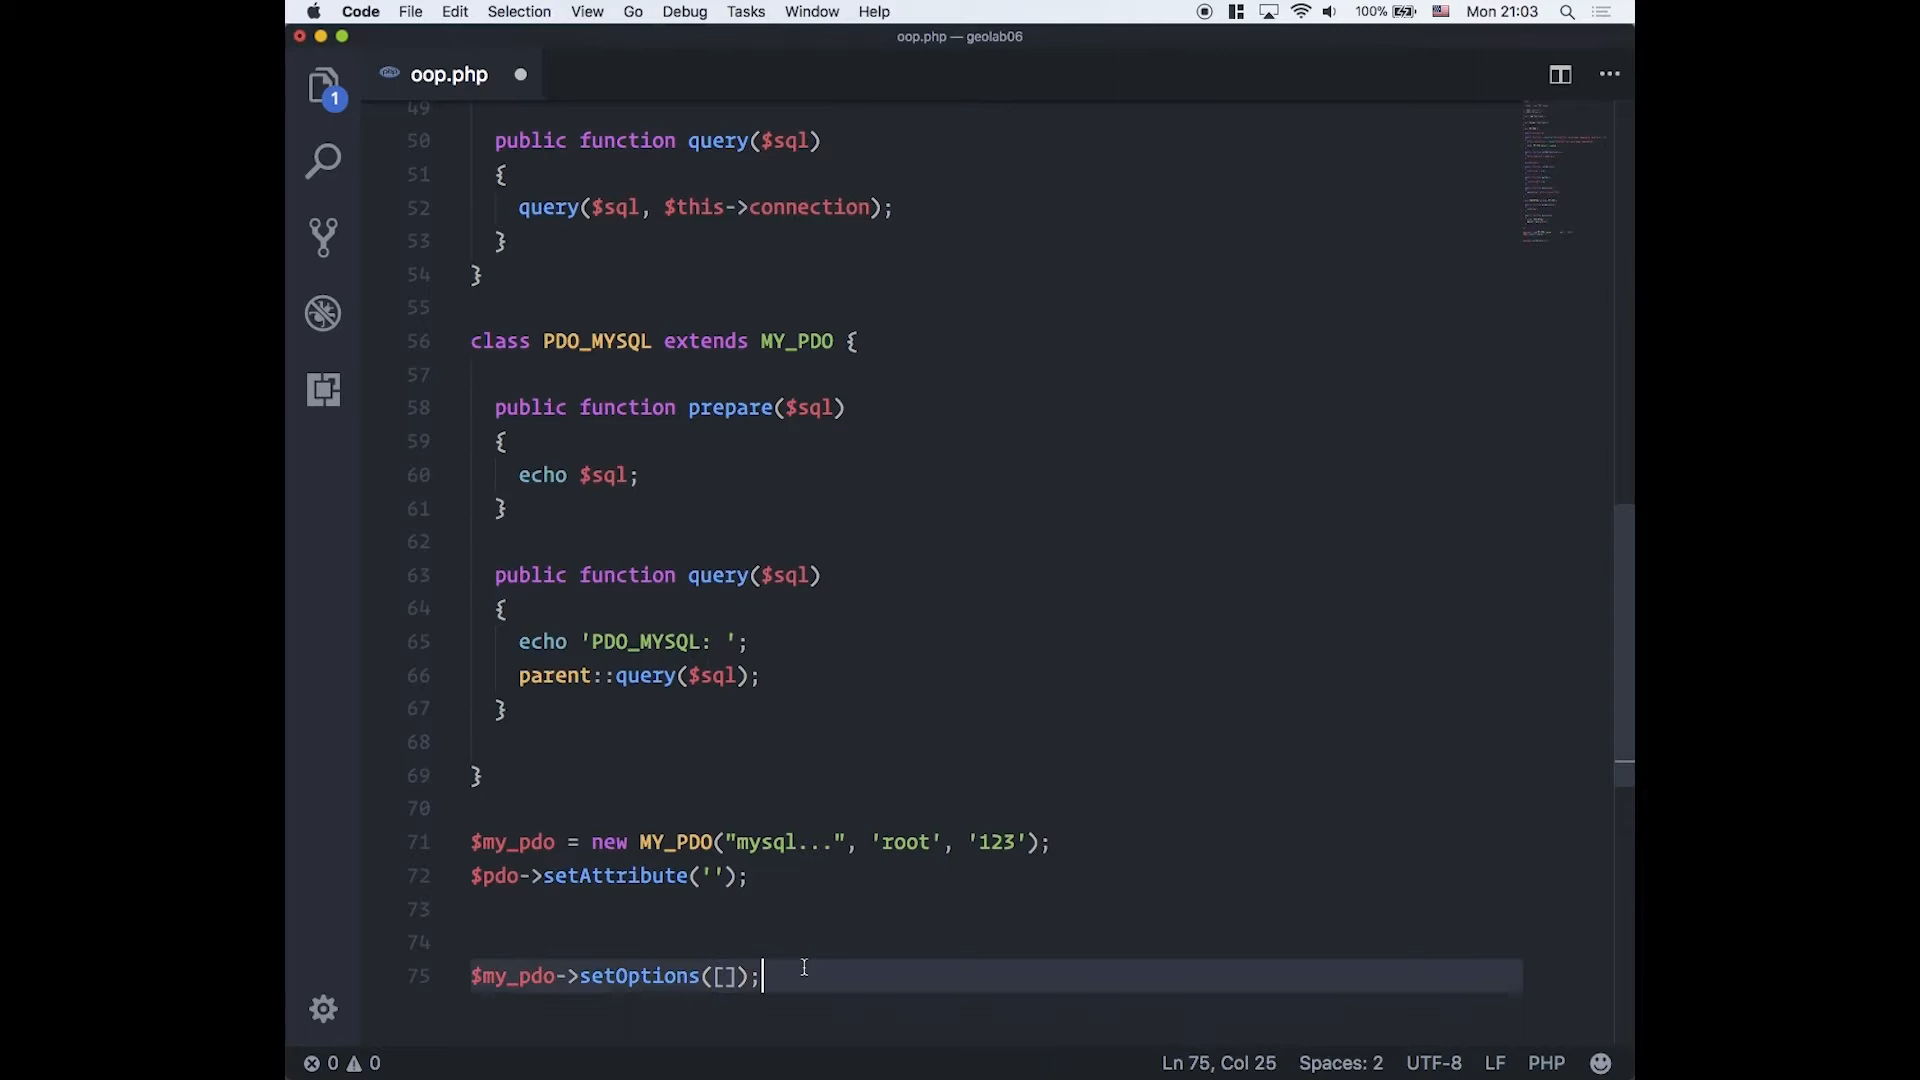 Code File Edit Selection View Go Debug Tasks Window Help 100% Mon 21:03
oop.php — geolab06
php oop.php
1
49
50 public function query($sql)
51 {
52 query($sql, $this->connection);
53 }
54 }
55
56 class PDO_MYSQL extends MY_PDO {
57
58 public function prepare($sql)
59 {
60 echo $sql;
61 }
62
63 public function query($sql)
64 {
65 echo 'PDO_MYSQL: ';
66 parent::query($sql);
67 }
68
69 }
70
71 $my_pdo = new MY_PDO("mysql...", 'root', '123');
72 $pdo->setAttribute('');
73
74
75 $my_pdo->setOptions([]);
0 0 Ln 75, Col 25 Spaces: 2 UTF-8 LF PHP